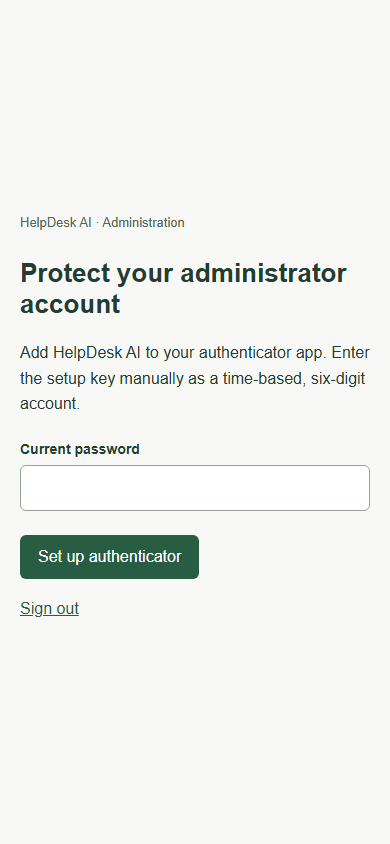 HelpDesk AI · Administration
Protect your administrator
account
Add HelpDesk AI to your authenticator app. Enter
the setup key manually as a time-based, six-digit
account.
Current password
Set up authenticator
Sign out